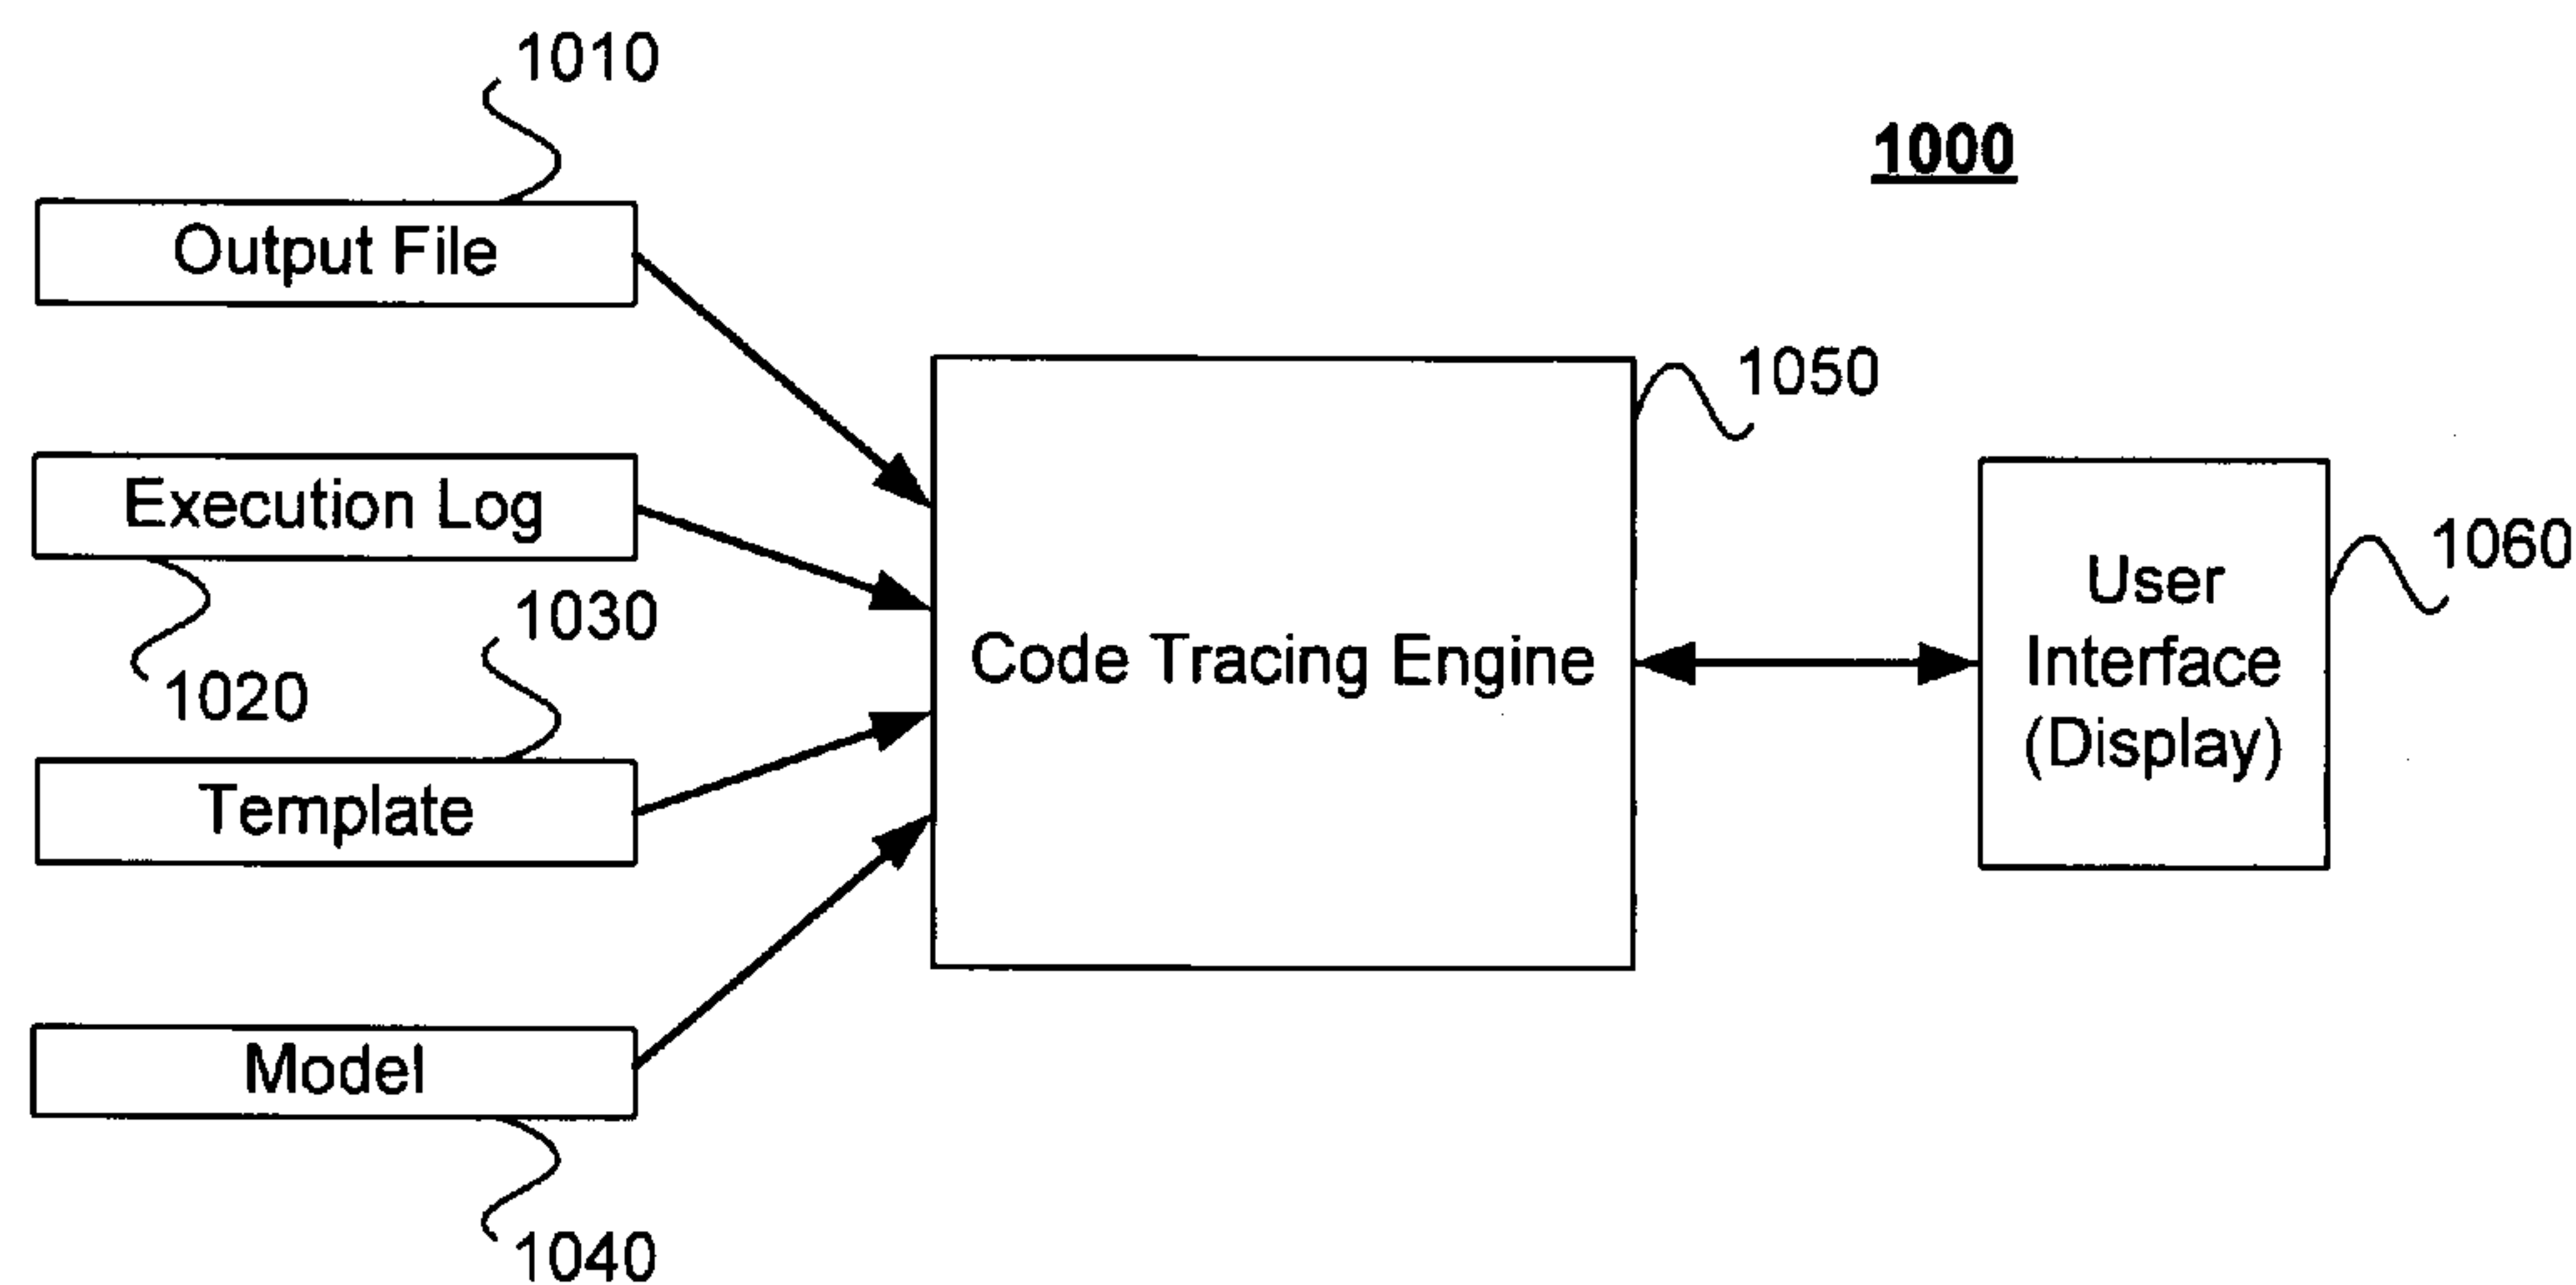 1010
1000
Output File
1050
Execution Log
1060
1030
User
Interface
(Display)
Code Tracing Engine
1020
Template
Model
1040